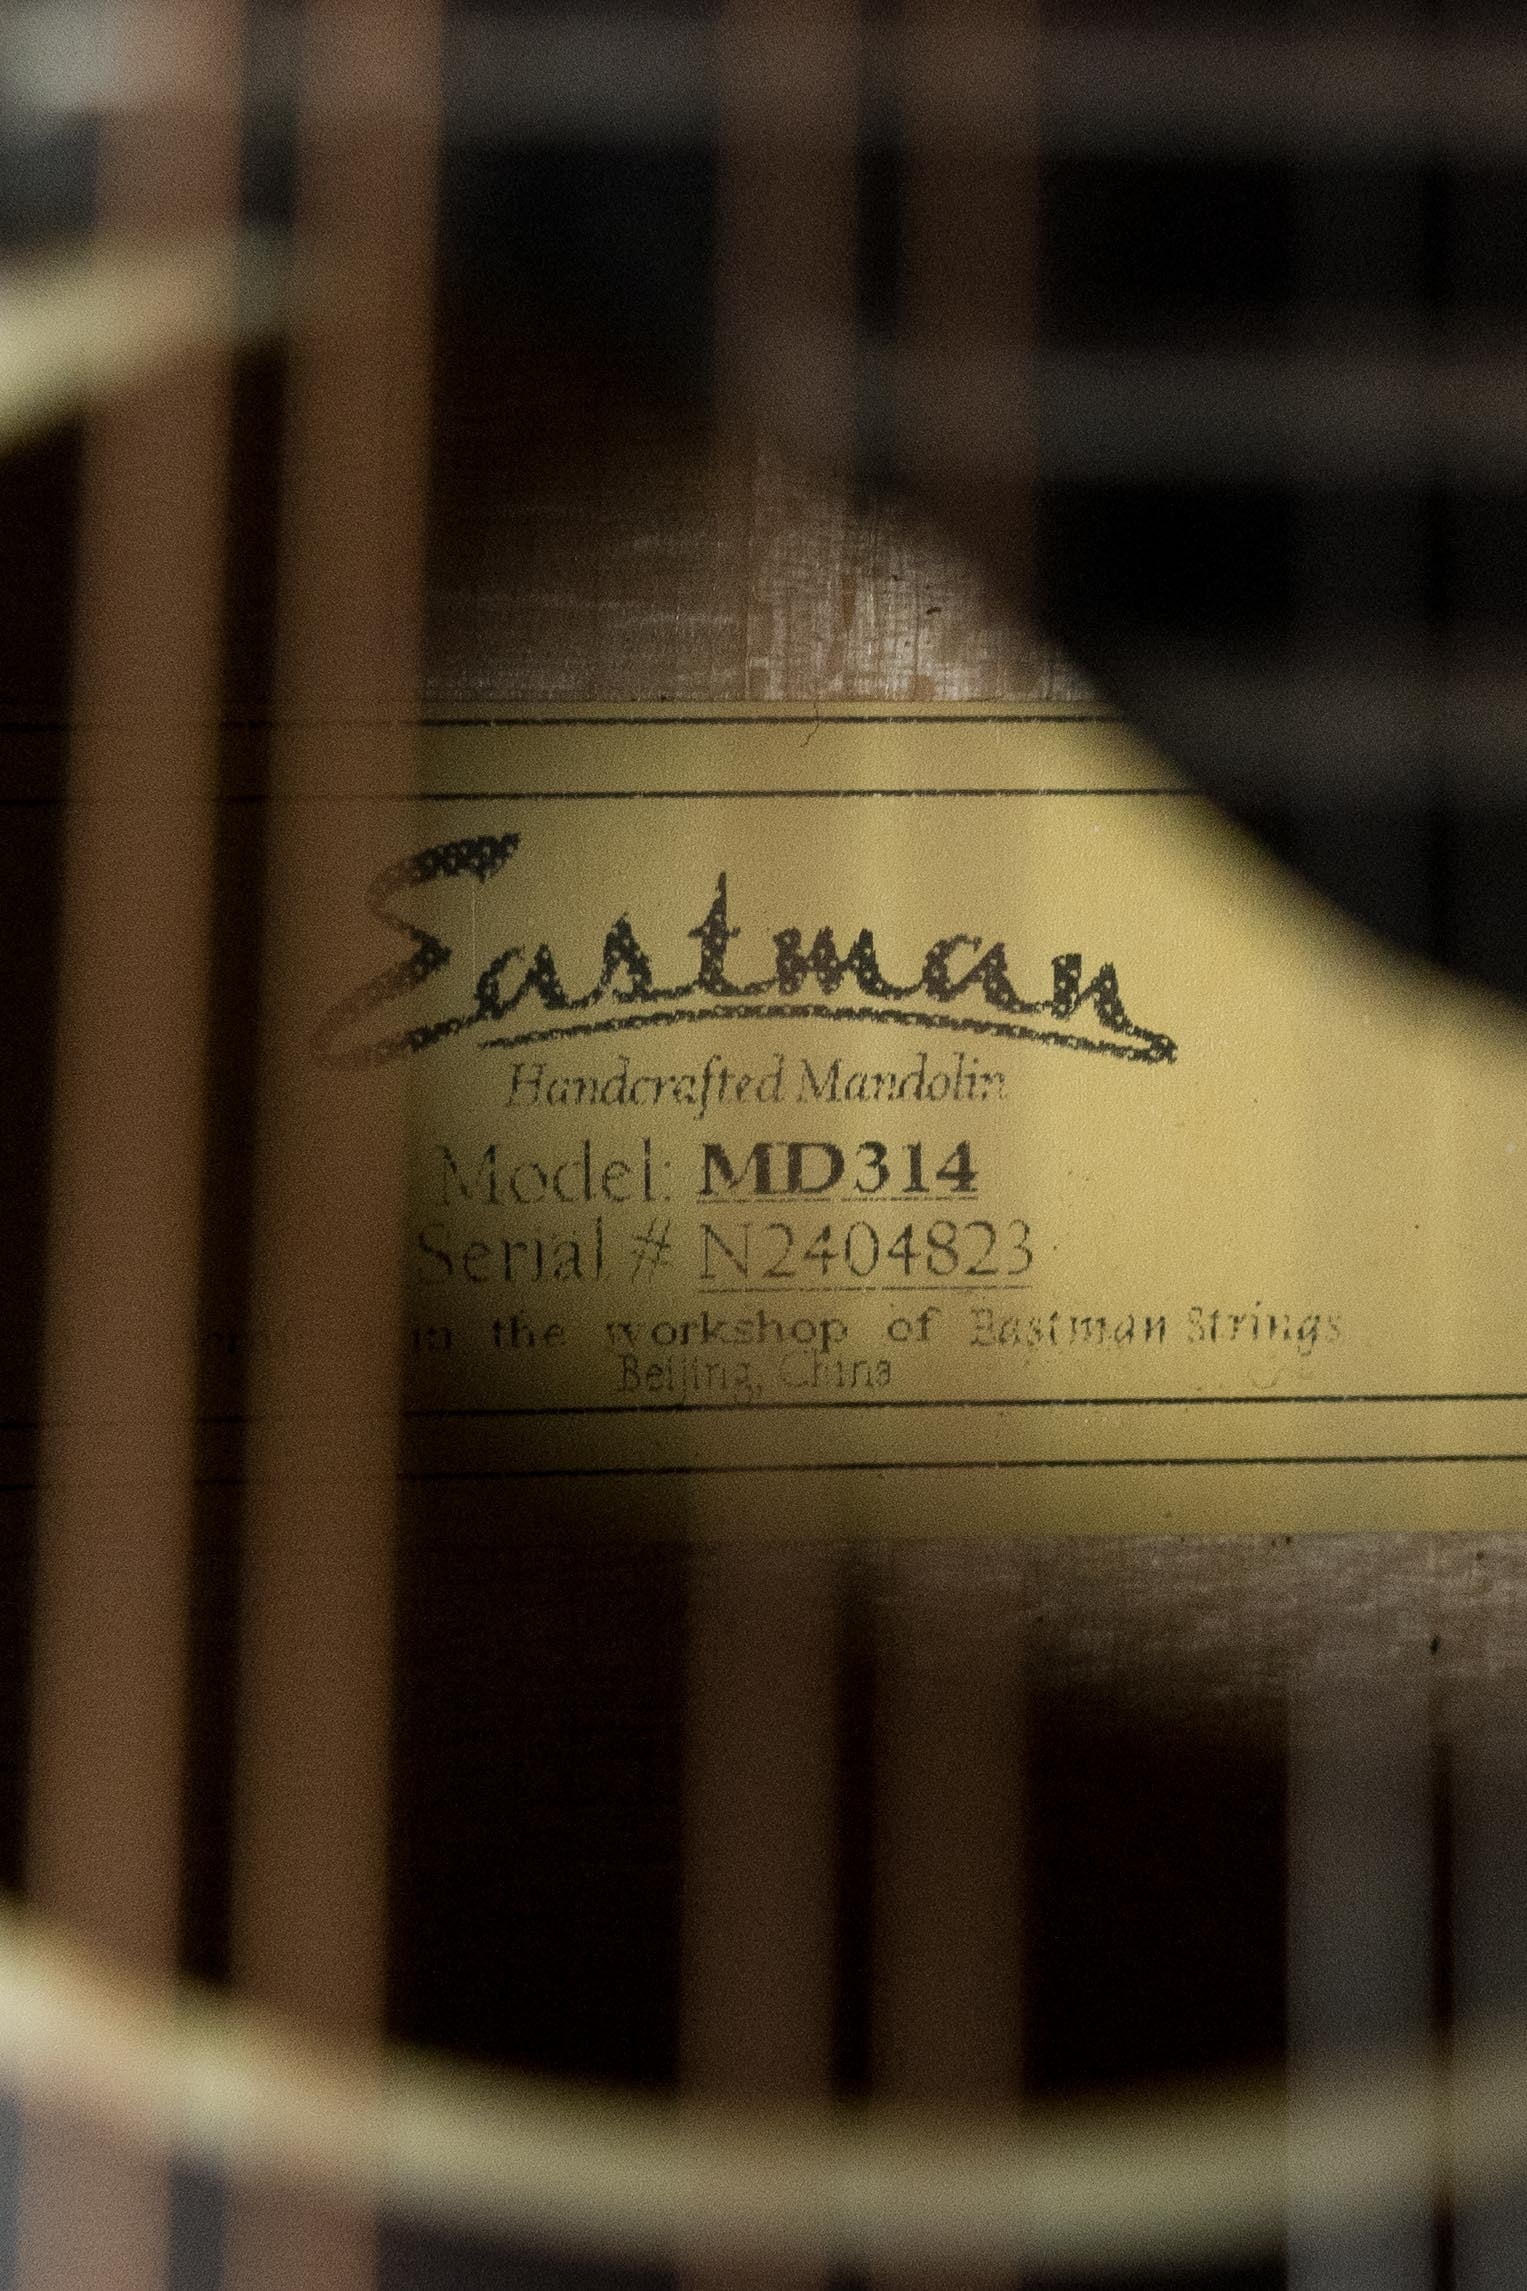 Eastman
Handcrafted Mandolin
Model: MD314
Serial # N2404823
in the workshop of Eastman Strings
Beijing, China